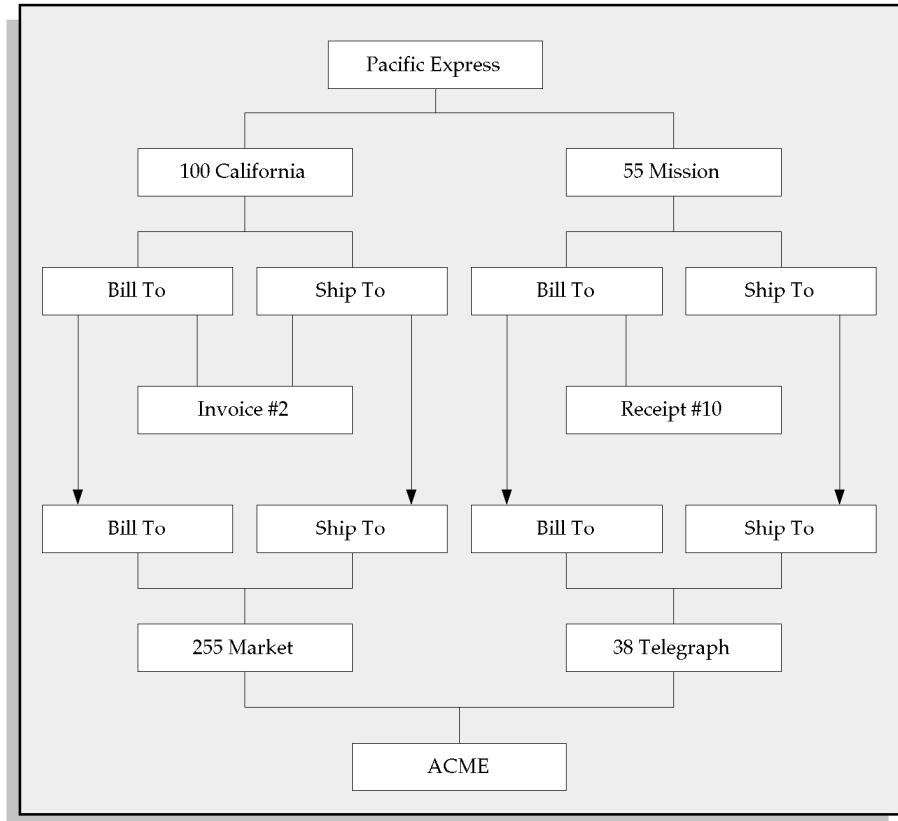 Pacific Express
100 California
55 Mission
Bill To
Ship To
Bill To
Ship To
Invoice #2
Receipt #10
Bill To
Ship To
Bill To
Ship To
255 Market
38 Telegraph
ACME